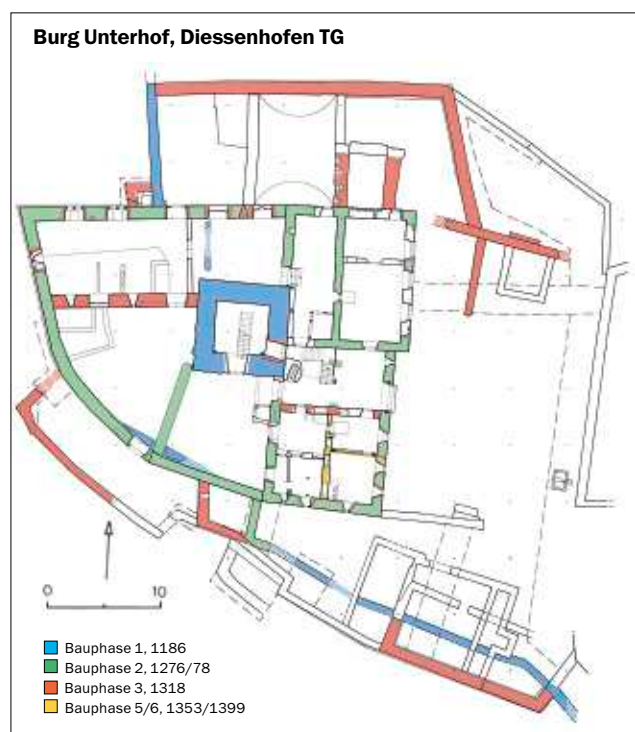 Burg Unterhof, Diessenhofen TG
0 10
Bauphase 1, 1186
Bauphase 2, 1276/78
Bauphase 3, 1318
Bauphase 5/6, 1353/1399